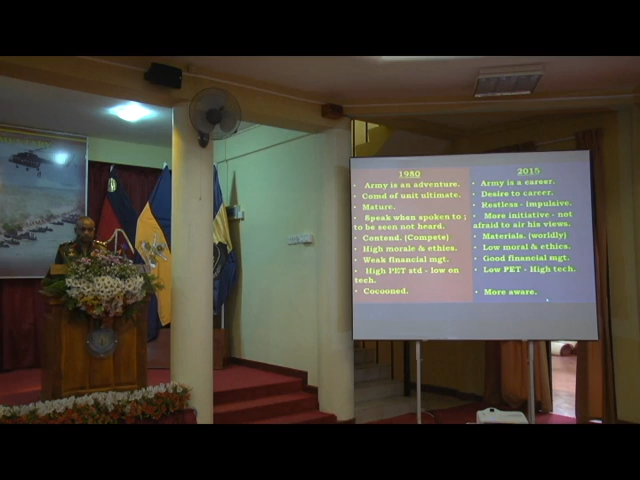 1980
• Army is an adventure.
• Comd of unit ultimate.
• Mature.
• Speak when spoken to ;
to be seen not heard.
• Contend. (Compete)
• High morale & ethics.
• Weak financial mgt.
• High PET std - low on
tech.
• Cocooned.
2015
• Army is a career.
• Desire to career.
• Restless - impulsive.
• More initiative - not
afraid to air his views.
• Materials. (worldly)
• Low moral & ethics.
• Good financial mgt.
• Low PET - High tech.
• More aware.